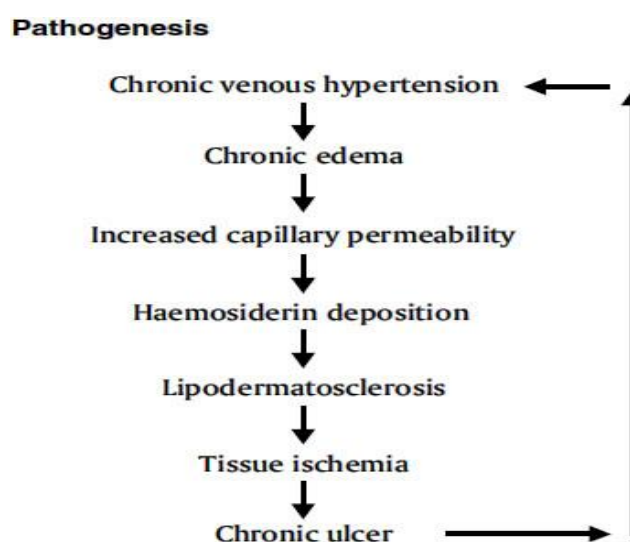 Pathogenesis
Chronic venous hypertension
Chronic edema
Increased capillary permeability
Haemosiderin deposition
Lipodermatosclerosis
Tissue ischemia
Chronic ulcer